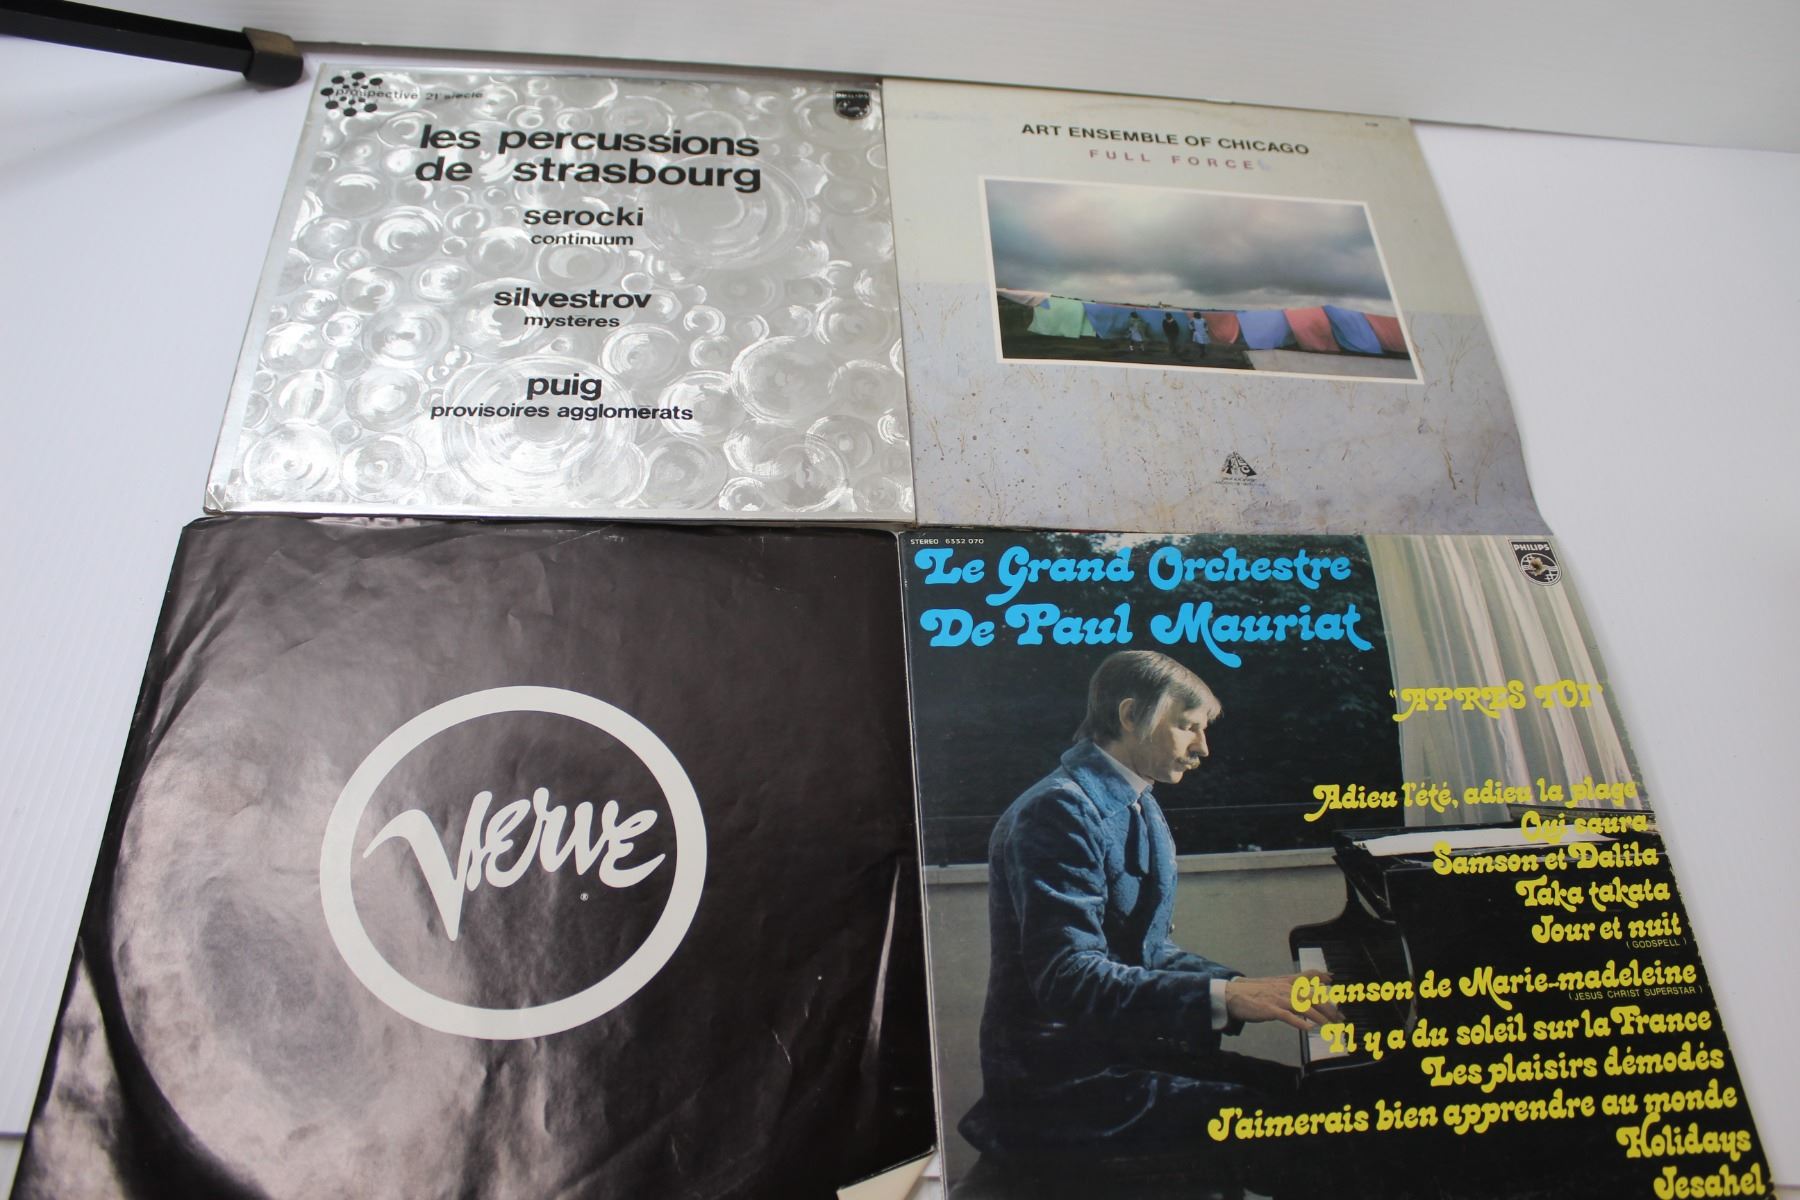 prospective 21e siècle
PHILIPS
les percussions
de strasbourg
serocki
continuum
silvestrov
mystères
puig
provisoires agglomérats
ART ENSEMBLE OF CHICAGO
FULL FORCE
VERVE
®
STEREO 6332 070
PHILIPS
Le Grand Orchestre
De Paul Mauriat
"APRES TOI"
Adieu l'été, adieu la plage
Qui saura
Samson et Dalila
Taka takata
Jour et nuit
(GODSPELL)
Chanson de Marie-madeleine
(JESUS CHRIST SUPERSTAR)
Il y a du soleil sur la France
Les plaisirs démodés
J'aimerais bien apprendre au monde
Holidays
Jesahel